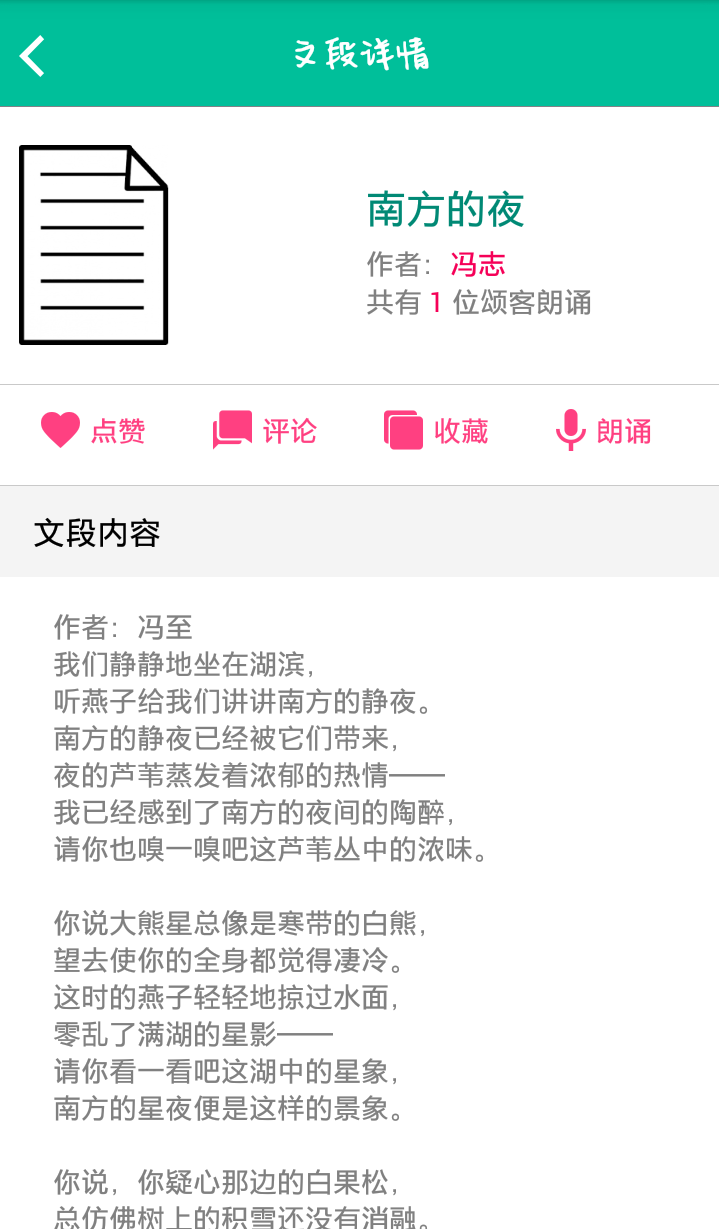 文段详情
南方的夜
作者：冯志
共有 1 位颂客朗诵
点赞 评论 收藏 朗诵
文段内容
作者：冯至
我们静静地坐在湖滨，
听燕子给我们讲讲南方的静夜。
南方的静夜已经被它们带来，
夜的芦苇蒸发着浓郁的热情——
我已经感到了南方的夜间的陶醉，
请你也嗅一嗅吧这芦苇丛中的浓味。
你说大熊星总像是寒带的白熊，
望去使你的全身都觉得凄冷。
这时的燕子轻轻地掠过水面，
零乱了满湖的星影——
请你看一看吧这湖中的星象，
南方的星夜便是这样的景象。
你说，你疑心那边的白果松，
总仿佛树上的积雪还没有消融。